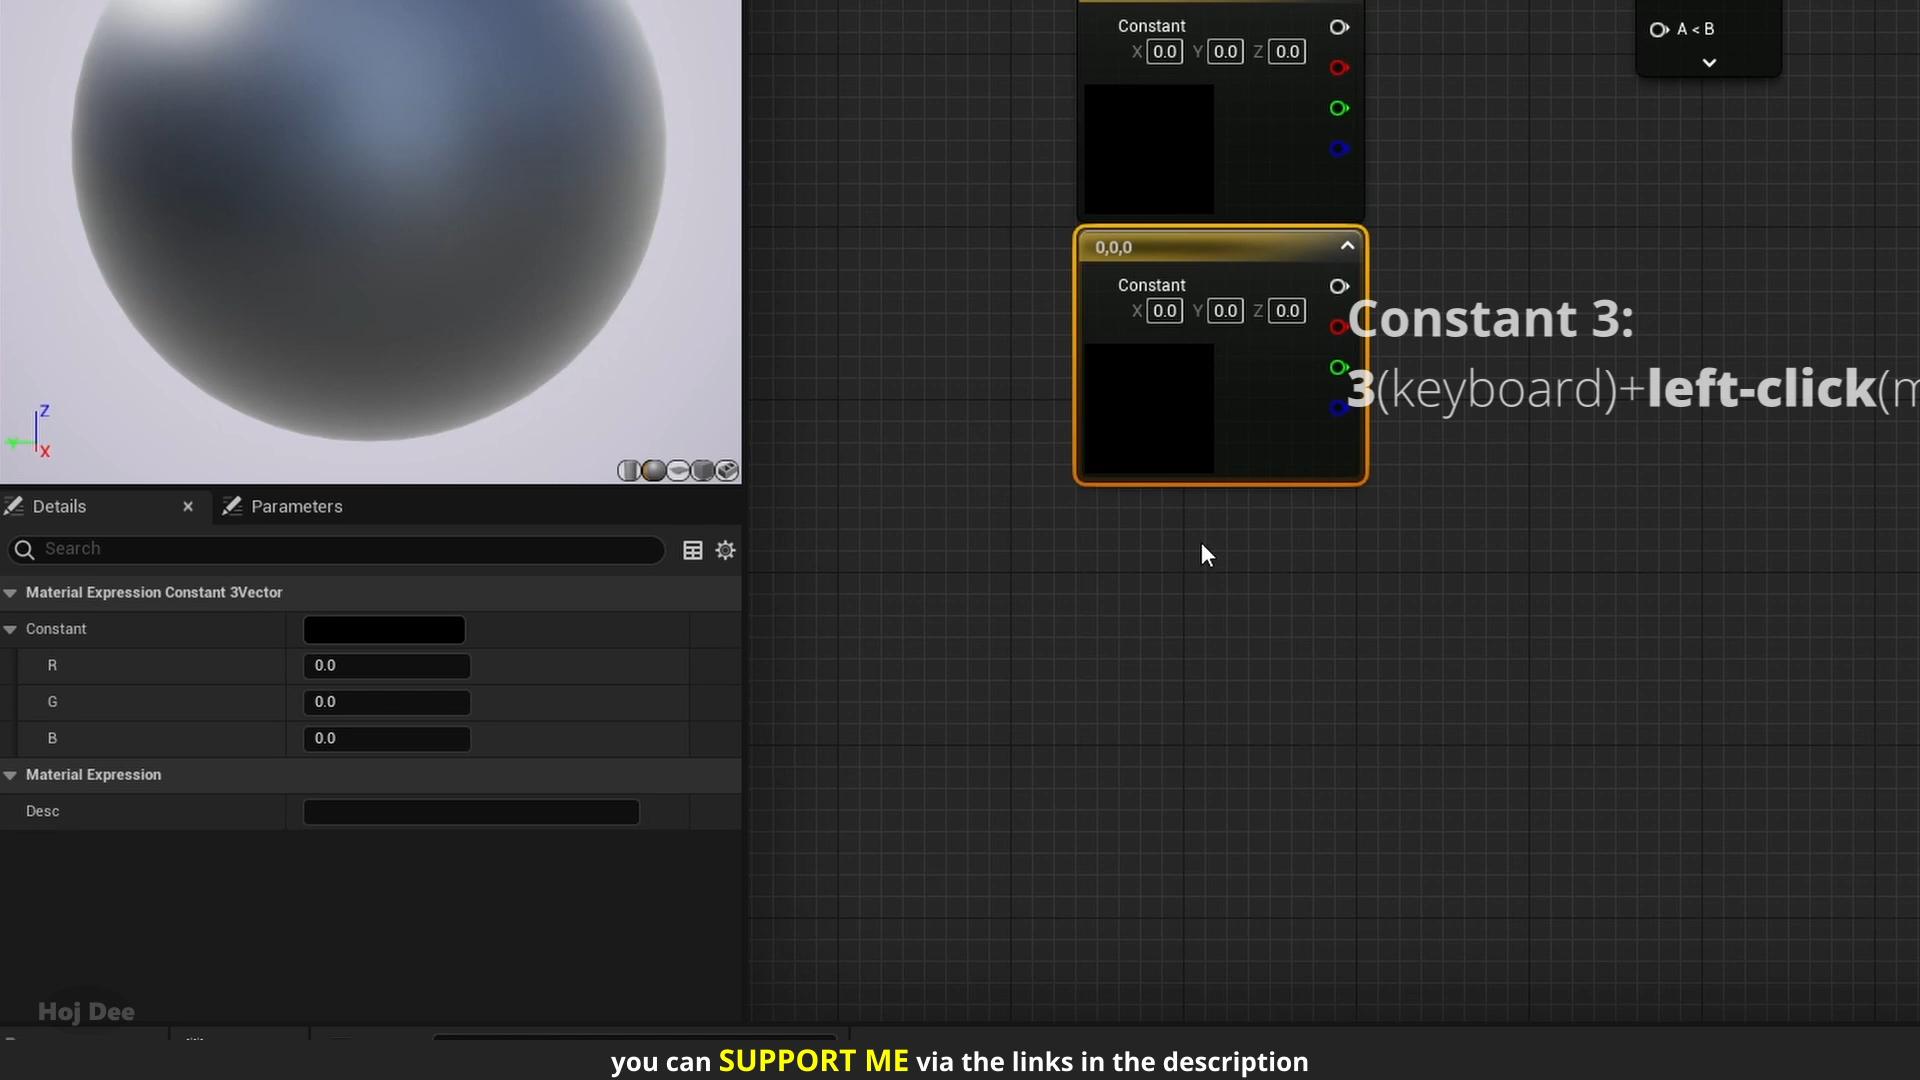 Constant
X 0.0 Y 0.0 Z 0.0
A < B
0,0,0
Constant
X 0.0 Y 0.0 Z 0.0
Constant 3:
3(keyboard)+left-click(m
Z
Y
X
Details
Parameters
Search
Material Expression Constant 3Vector
Constant
R 0.0
G 0.0
B 0.0
Material Expression
Desc
Hoj Dee
you can SUPPORT ME via the links in the description